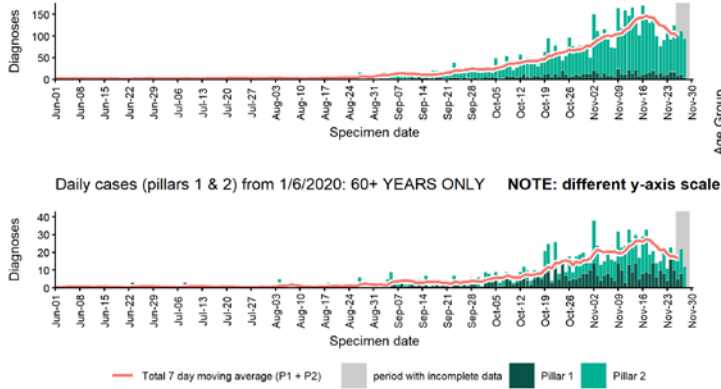 150
100
50
0
Diagnoses
Jun-01
Jun-08
Jun-15
Jun-22
Jun-29
Jul-06
Jul-13
Jul-20
Jul-27
Aug-03
Aug-10
Aug-17
Aug-24
Aug-31
Sep-07
Sep-14
Sep-21
Sep-28
Oct-05
Oct-12
Oct-19
Oct-26
Nov-02
Nov-09
Nov-16
Nov-23
Nov-30
Specimen date
Age Group
Daily cases (pillars 1 & 2) from 1/6/2020: 60+ YEARS ONLY NOTE: different y-axis scale
40
30
20
10
0
Diagnoses
Jun-01
Jun-08
Jun-15
Jun-22
Jun-29
Jul-06
Jul-13
Jul-20
Jul-27
Aug-03
Aug-10
Aug-17
Aug-24
Aug-31
Sep-07
Sep-14
Sep-21
Sep-28
Oct-05
Oct-12
Oct-19
Oct-26
Nov-02
Nov-09
Nov-16
Nov-23
Nov-30
Specimen date
Total 7 day moving average (P1 + P2) period with incomplete data Pillar 1 Pillar 2